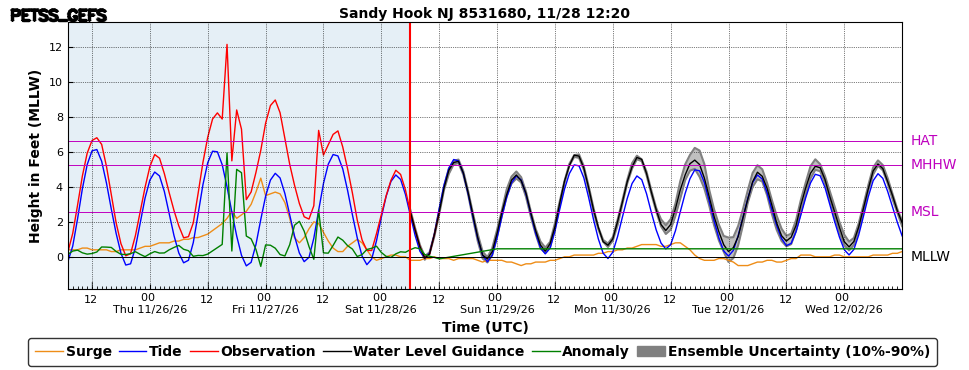 PETSS_GEFS
Sandy Hook NJ 8531680, 11/28 12:20
Height in Feet (MLLW)
12
10
8
6
4
2
0
HAT
MHHW
MSL
MLLW
12 00 12 00 12 00 12 00 12 00 12 00 12 00
Thu 11/26/26 Fri 11/27/26 Sat 11/28/26 Sun 11/29/26 Mon 11/30/26 Tue 12/01/26 Wed 12/02/26
Time (UTC)
Surge Tide Observation Water Level Guidance Anomaly Ensemble Uncertainty (10%-90%)